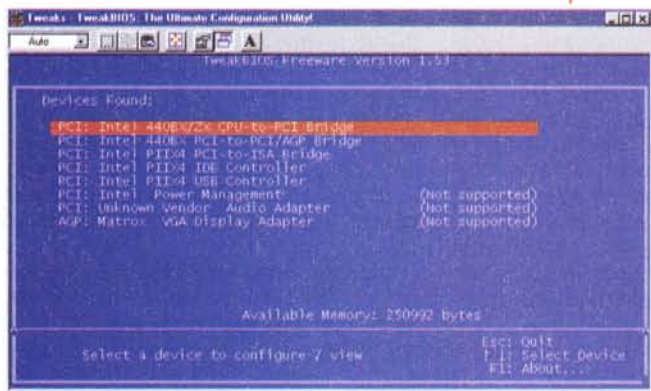 Tweaks - TweakBIOS: The Ultimate Configuration Utility!
Auto
A
TweakBIOS Freeware Version 1.53
Devices Found:
PCI: Intel 440BX/ZX CPU-to-PCI Bridge
PCI: Intel 440BX PCI-to-PCI/AGP Bridge
PCI: Intel PIIX4 PCI-to-ISA Bridge
PCI: Intel PIIX4 IDE Controller
PCI: Intel PIIX4 USB Controller
PCI: Intel Power Management (Not supported)
PCI: Unknown Vendor Audio Adapter (Not supported)
AGP: Matrox VGA Display Adapter (Not supported)
Available Memory: 250992 bytes
Select a device to configure / view
Esc: Quit
↑↓: Select Device
F1: About...